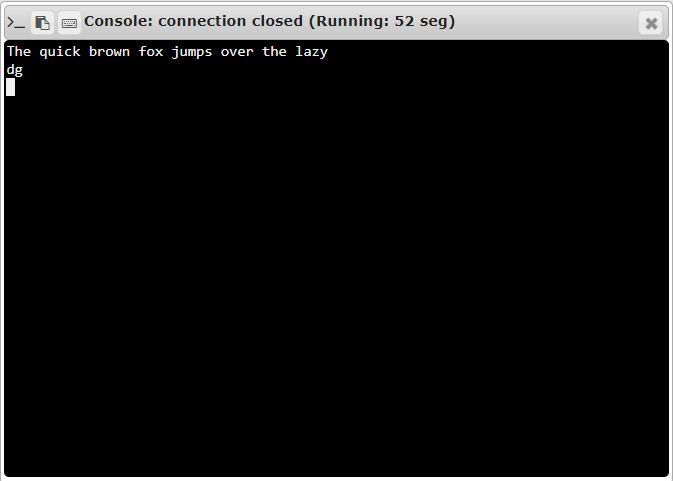 Console: connection closed (Running: 52 seg)
The quick brown fox jumps over the lazy
dg